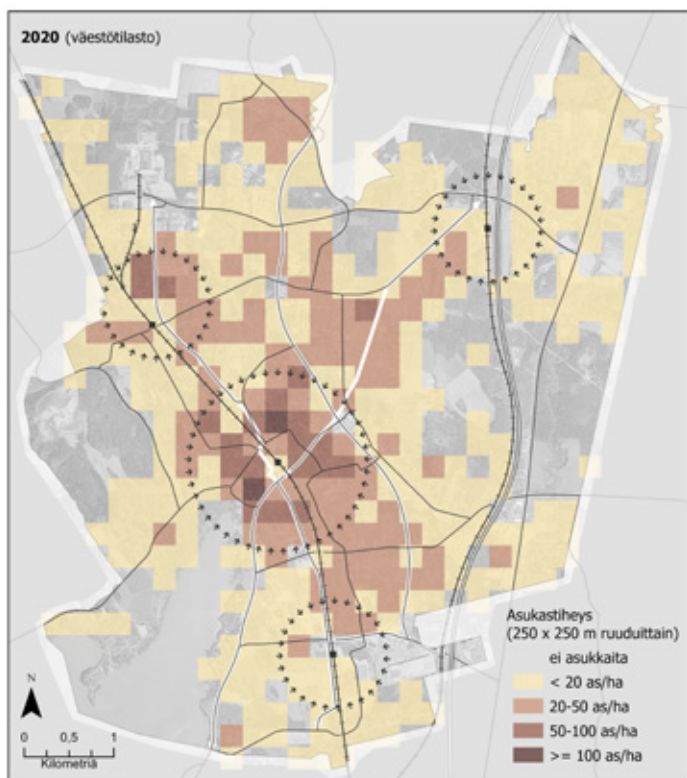 2020 (väestötilasto)
Asukastiheys
(250 x 250 m ruuduittain)
ei asukkaita
< 20 as/ha
20-50 as/ha
50-100 as/ha
>= 100 as/ha
N
0 0,5 1
Kilometriä